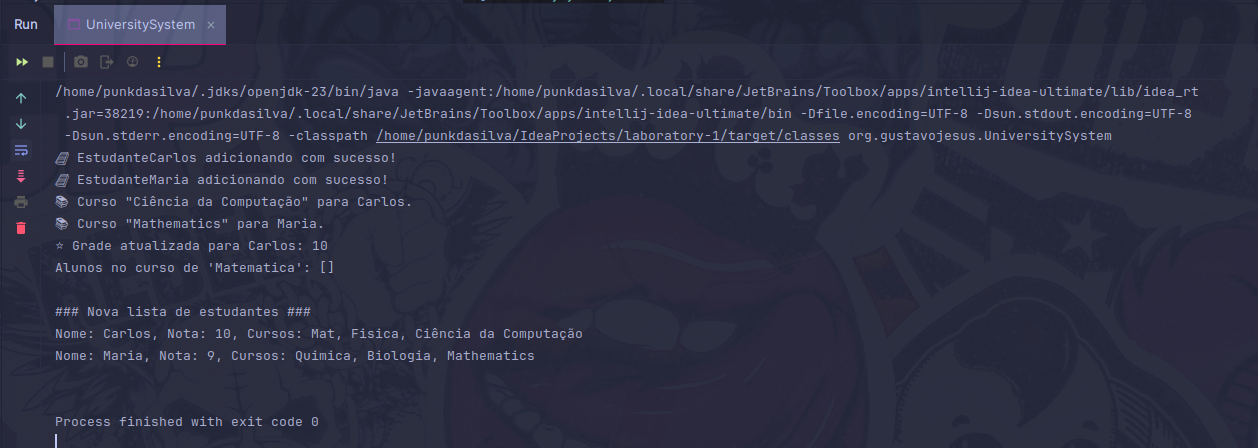 Run
UniversitySystem ×
/home/punkdasilva/.jdks/openjdk-23/bin/java -javaagent:/home/punkdasilva/.local/share/JetBrains/Toolbox/apps/intellij-idea-ultimate/lib/idea_rt
.jar=38219:/home/punkdasilva/.local/share/JetBrains/Toolbox/apps/intellij-idea-ultimate/bin -Dfile.encoding=UTF-8 -Dsun.stdout.encoding=UTF-8
-Dsun.stderr.encoding=UTF-8 -classpath /home/punkdasilva/IdeaProjects/laboratory-1/target/classes org.gustavojesus.UniversitySystem
EstudanteCarlos adicionando com sucesso!
EstudanteMaria adicionando com sucesso!
📚 Curso "Ciência da Computação" para Carlos.
📚 Curso "Mathematics" para Maria.
⭐ Grade atualizada para Carlos: 10
Alunos no curso de 'Matematica': []
### Nova lista de estudantes ###
Nome: Carlos, Nota: 10, Cursos: Mat, Fisica, Ciência da Computação
Nome: Maria, Nota: 9, Cursos: Quimica, Biologia, Mathematics
Process finished with exit code 0